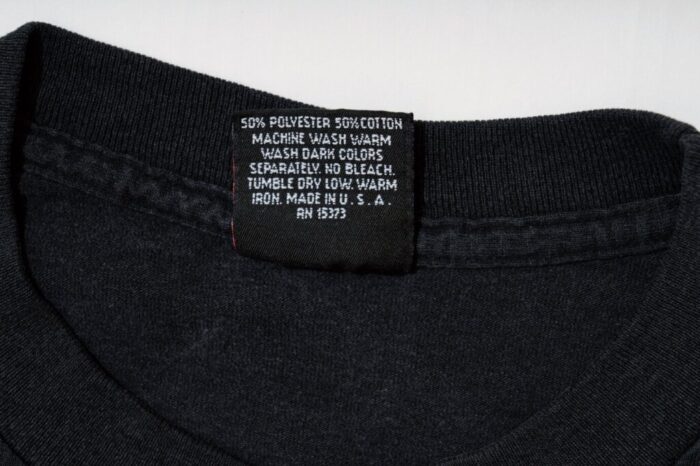 50% POLYESTER 50% COTTON
MACHINE WASH WARM
WASH DARK COLORS
SEPARATELY. NO BLEACH.
TUMBLE DRY LOW. WARM
IRON. MADE IN U.S.A.
RN 15373